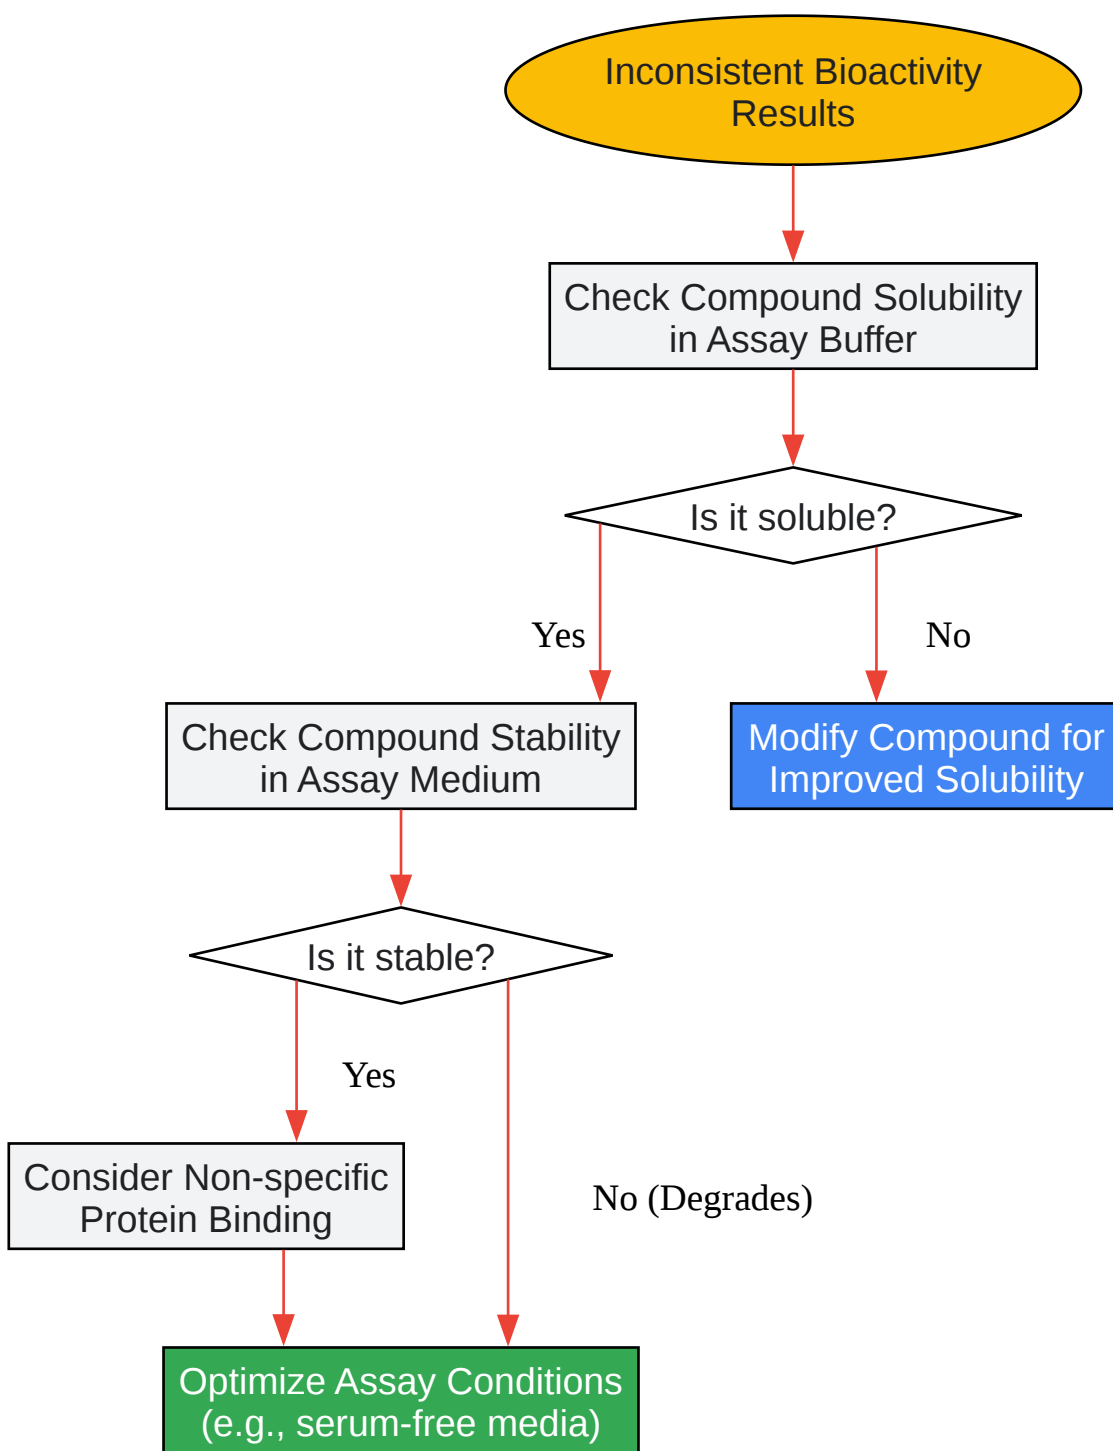 Inconsistent Bioactivity
Results
Check Compound Solubility
in Assay Buffer
Is it soluble?
Yes
No
Check Compound Stability
in Assay Medium
Modify Compound for
Improved Solubility
Is it stable?
Yes
Consider Non-specific
Protein Binding
No (Degrades)
Optimize Assay Conditions
(e.g., serum-free media)